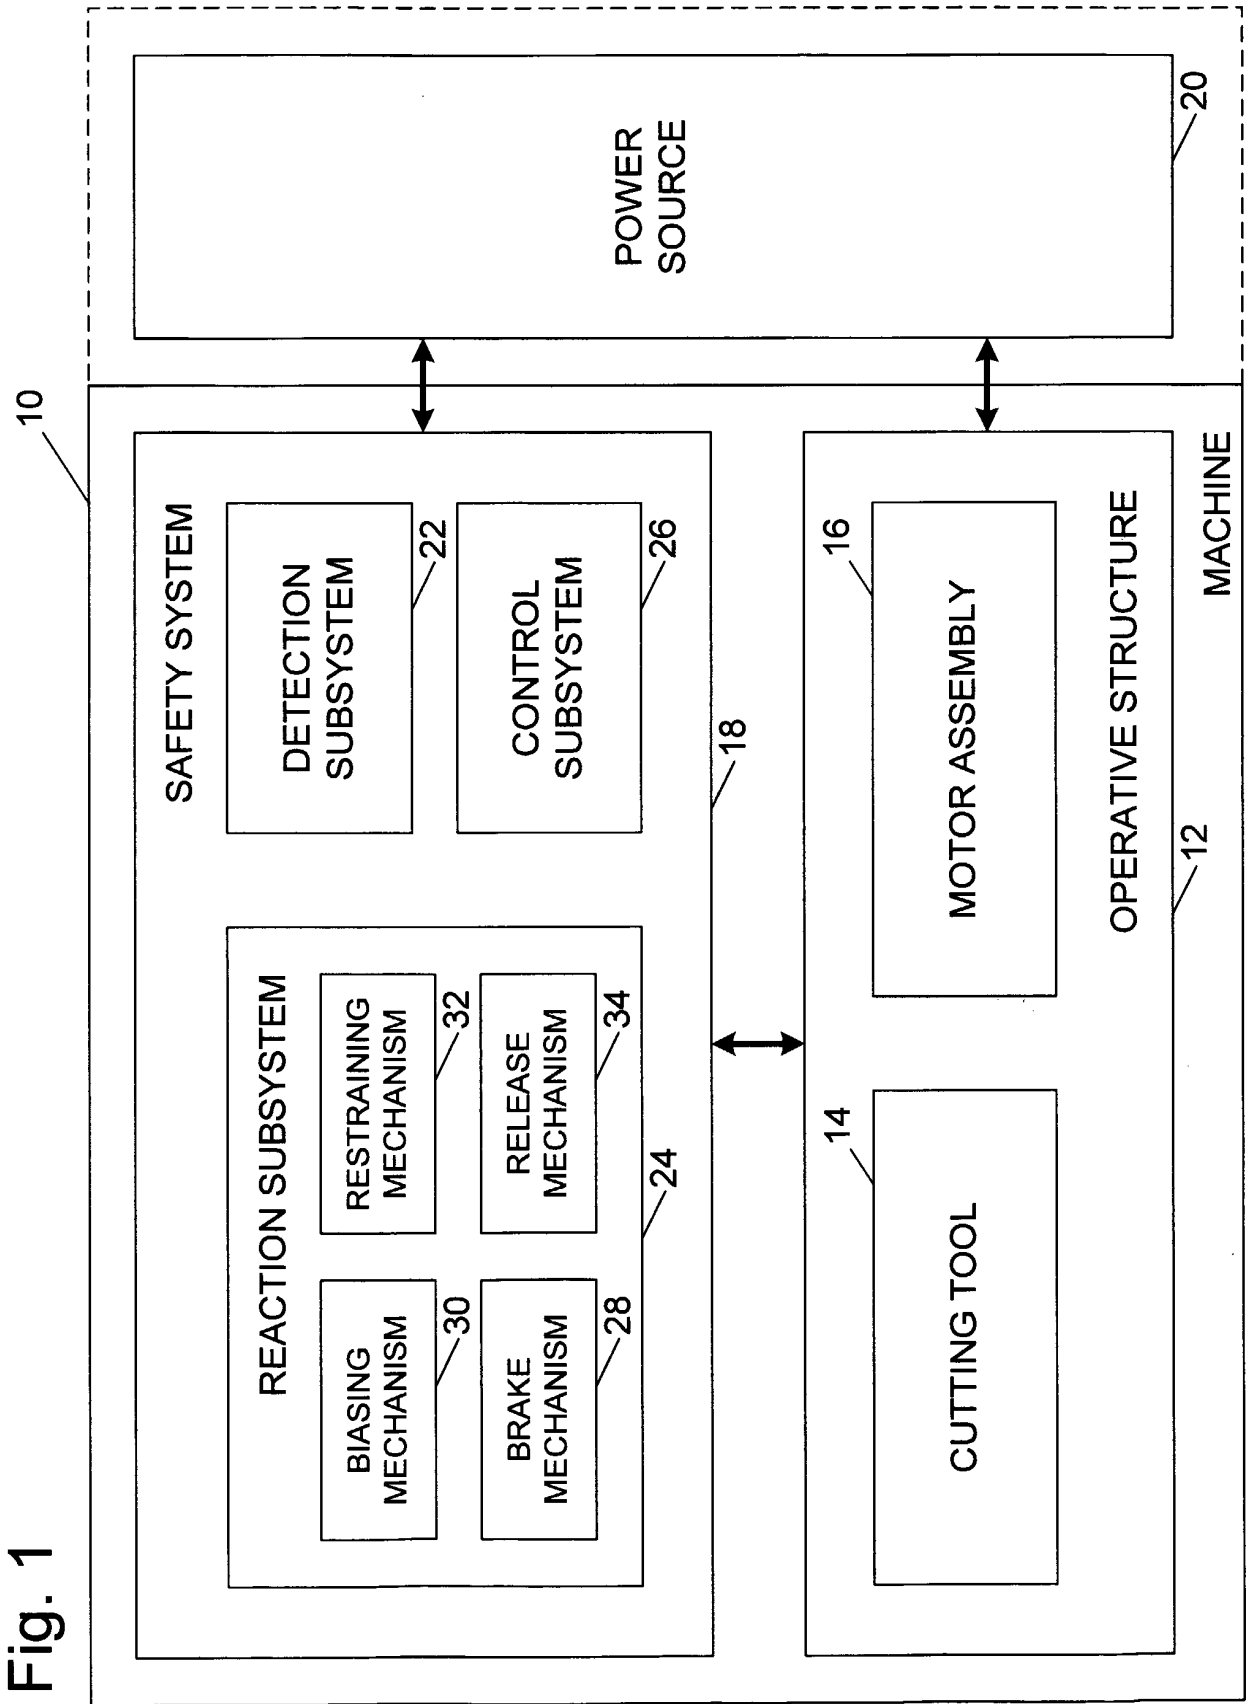 Fig. 1
10
SAFETY SYSTEM
REACTION SUBSYSTEM
BIASING
MECHANISM
30
RESTRAINING
MECHANISM
32
BRAKE
MECHANISM
28
RELEASE
MECHANISM
34
24
DETECTION
SUBSYSTEM
22
CONTROL
SUBSYSTEM
26
18
POWER
SOURCE
20
14
CUTTING TOOL
16
MOTOR ASSEMBLY
OPERATIVE STRUCTURE
12
MACHINE